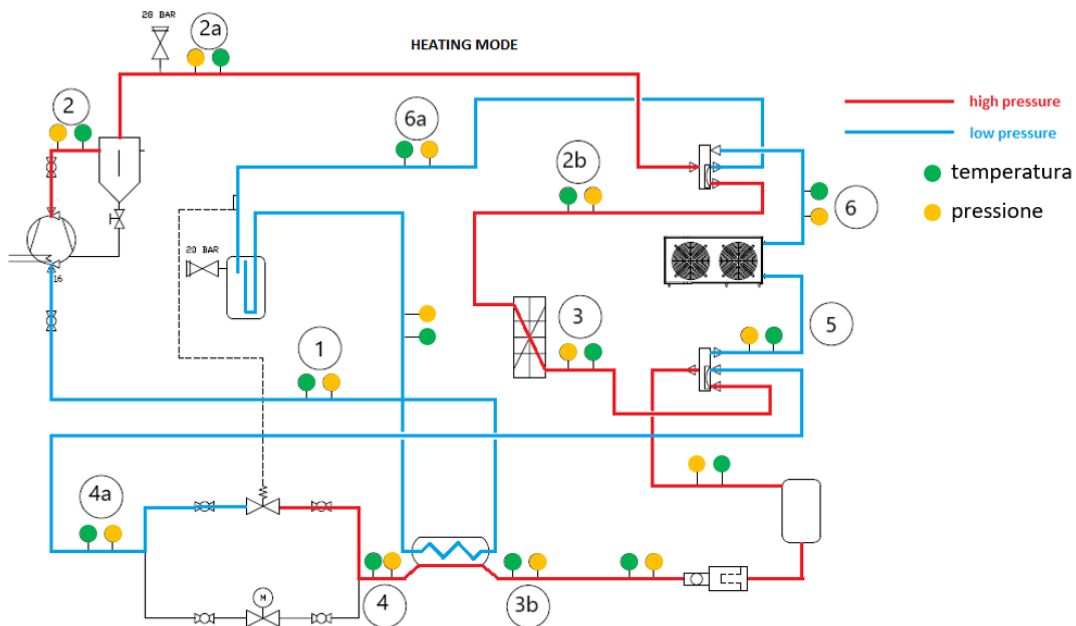 20 BAR
2a
HEATING MODE
2
6a
high pressure
low pressure
2b
temperatura
pressione
6
20 BAR
16
3
5
1
4a
M
4
3b